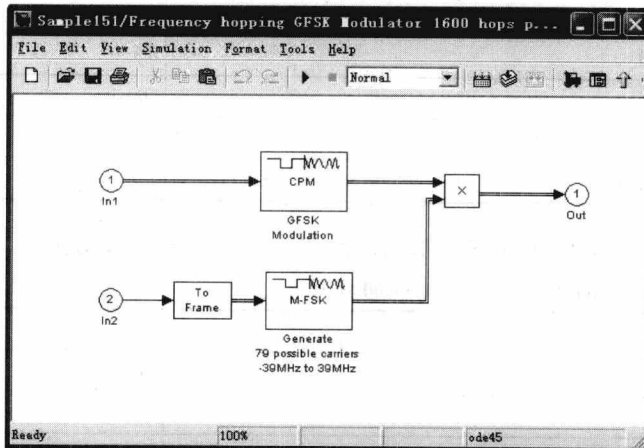 Sample151/Frequency hopping GFSK Modulator 1600 hops p...
File Edit View Simulation Format Tools Help
Normal
1
In1
CPM
GFSK
Modulation
×
1
Out
2
In2
To
Frame
M-FSK
Generate
79 possible carriers
-39MHz to 39MHz
Ready 100% ode45